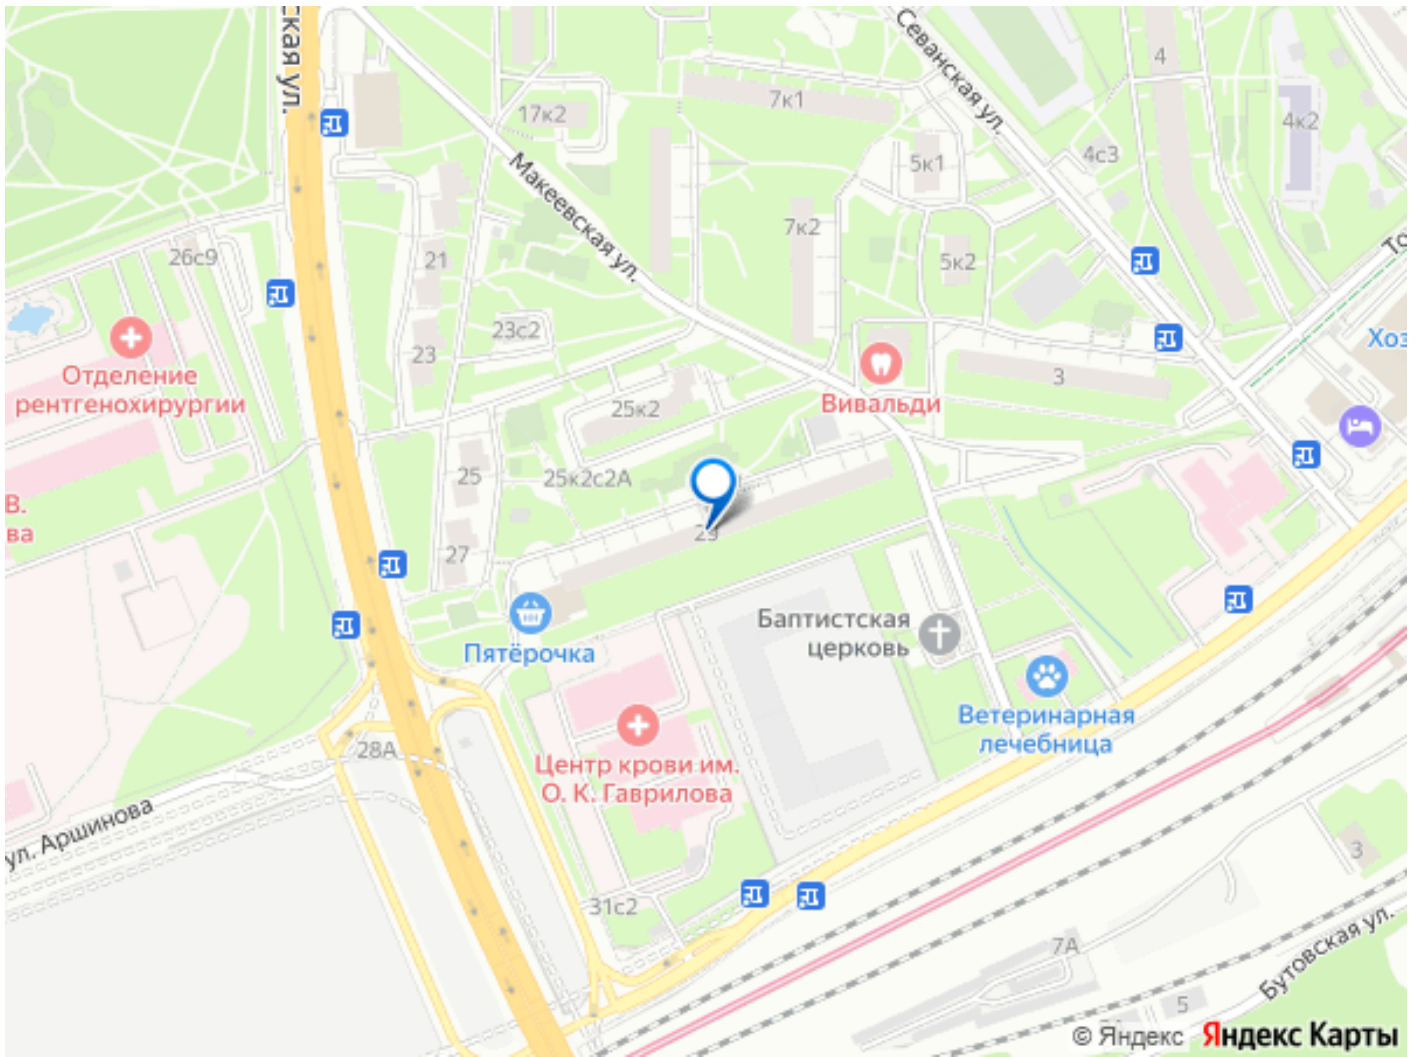 ская ул.
Севанская ул.
4
7к1
17к2
4к2
4с3
5к1
Макеевская ул.
7к2
26с9
21
5к2
То
23с2
23
Хоз
Отделение
рентгенохирургии
3
25к2
Вивальди
25
25к2с2А
В.
ва
29
27
Баптистская
церковь
Пятёрочка
Ветеринарная
лечебница
28А
Центр крови им.
О. К. Гаврилова
ул. Аршинова
3
31с2
7А
Бутовская ул.
5
© Яндекс Яндекс Карты